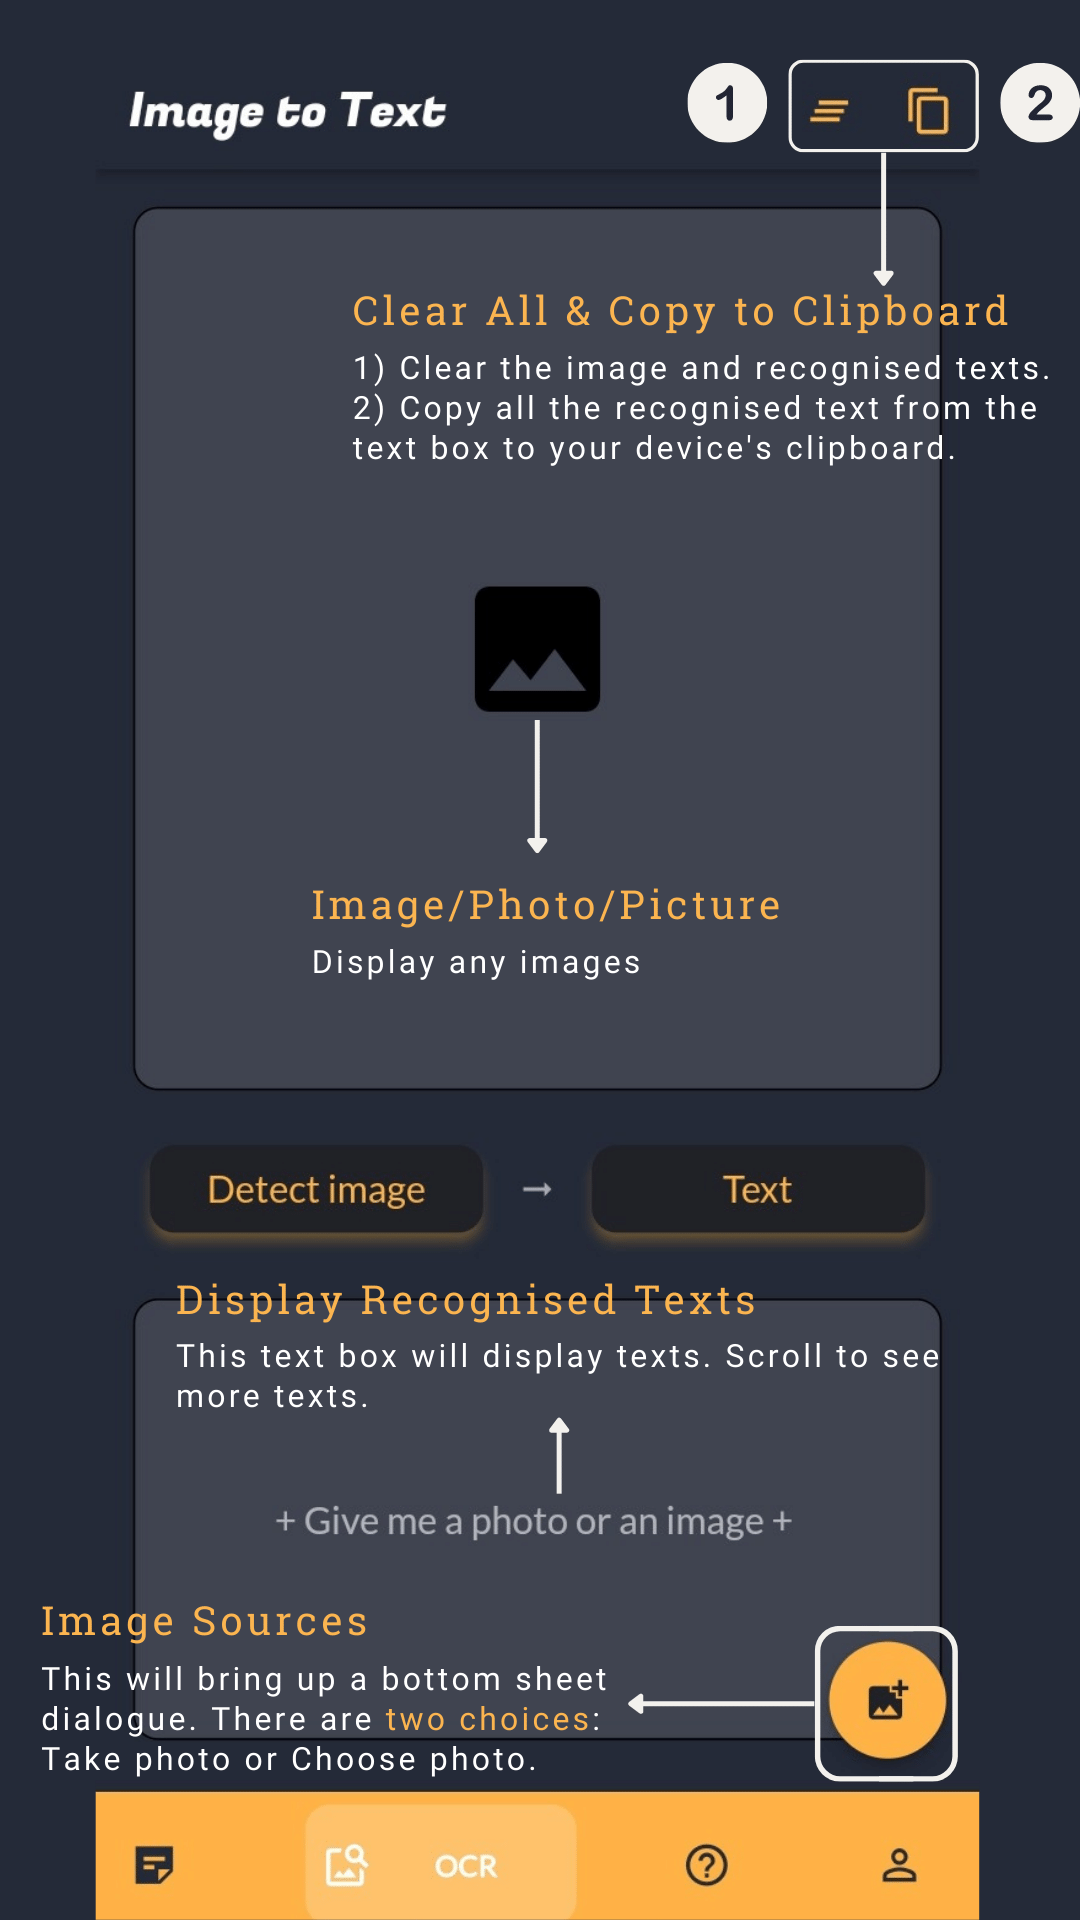 Image to Text
1
2
Clear All & Copy to Clipboard
1) Clear the image and recognised texts.
2) Copy all the recognised text from the
text box to your device's clipboard.
Image/Photo/Picture
Display any images
Detect image → Text
Display Recognised Texts
This text box will display texts. Scroll to see
more texts.
+ Give me a photo or an image +
Image Sources
This will bring up a bottom sheet
dialogue. There are two choices:
Take photo or Choose photo.
OCR